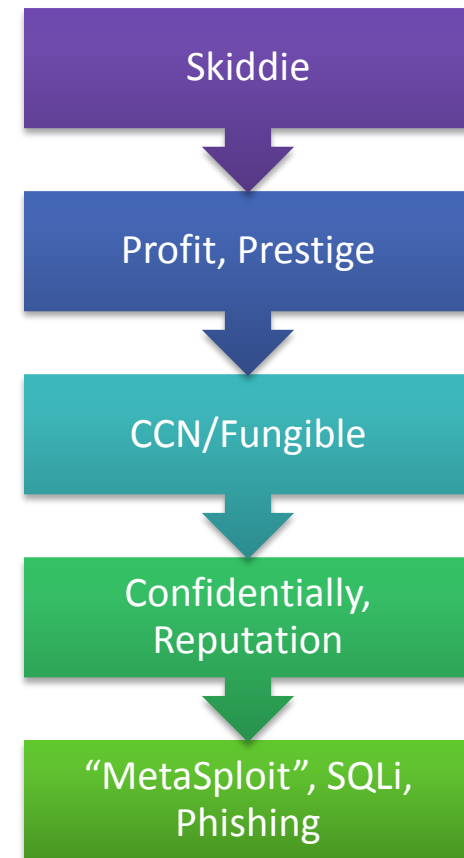 Skiddie
Profit, Prestige
CCN/Fungible
Confidentially,
Reputation
“MetaSploit”, SQLi,
Phishing